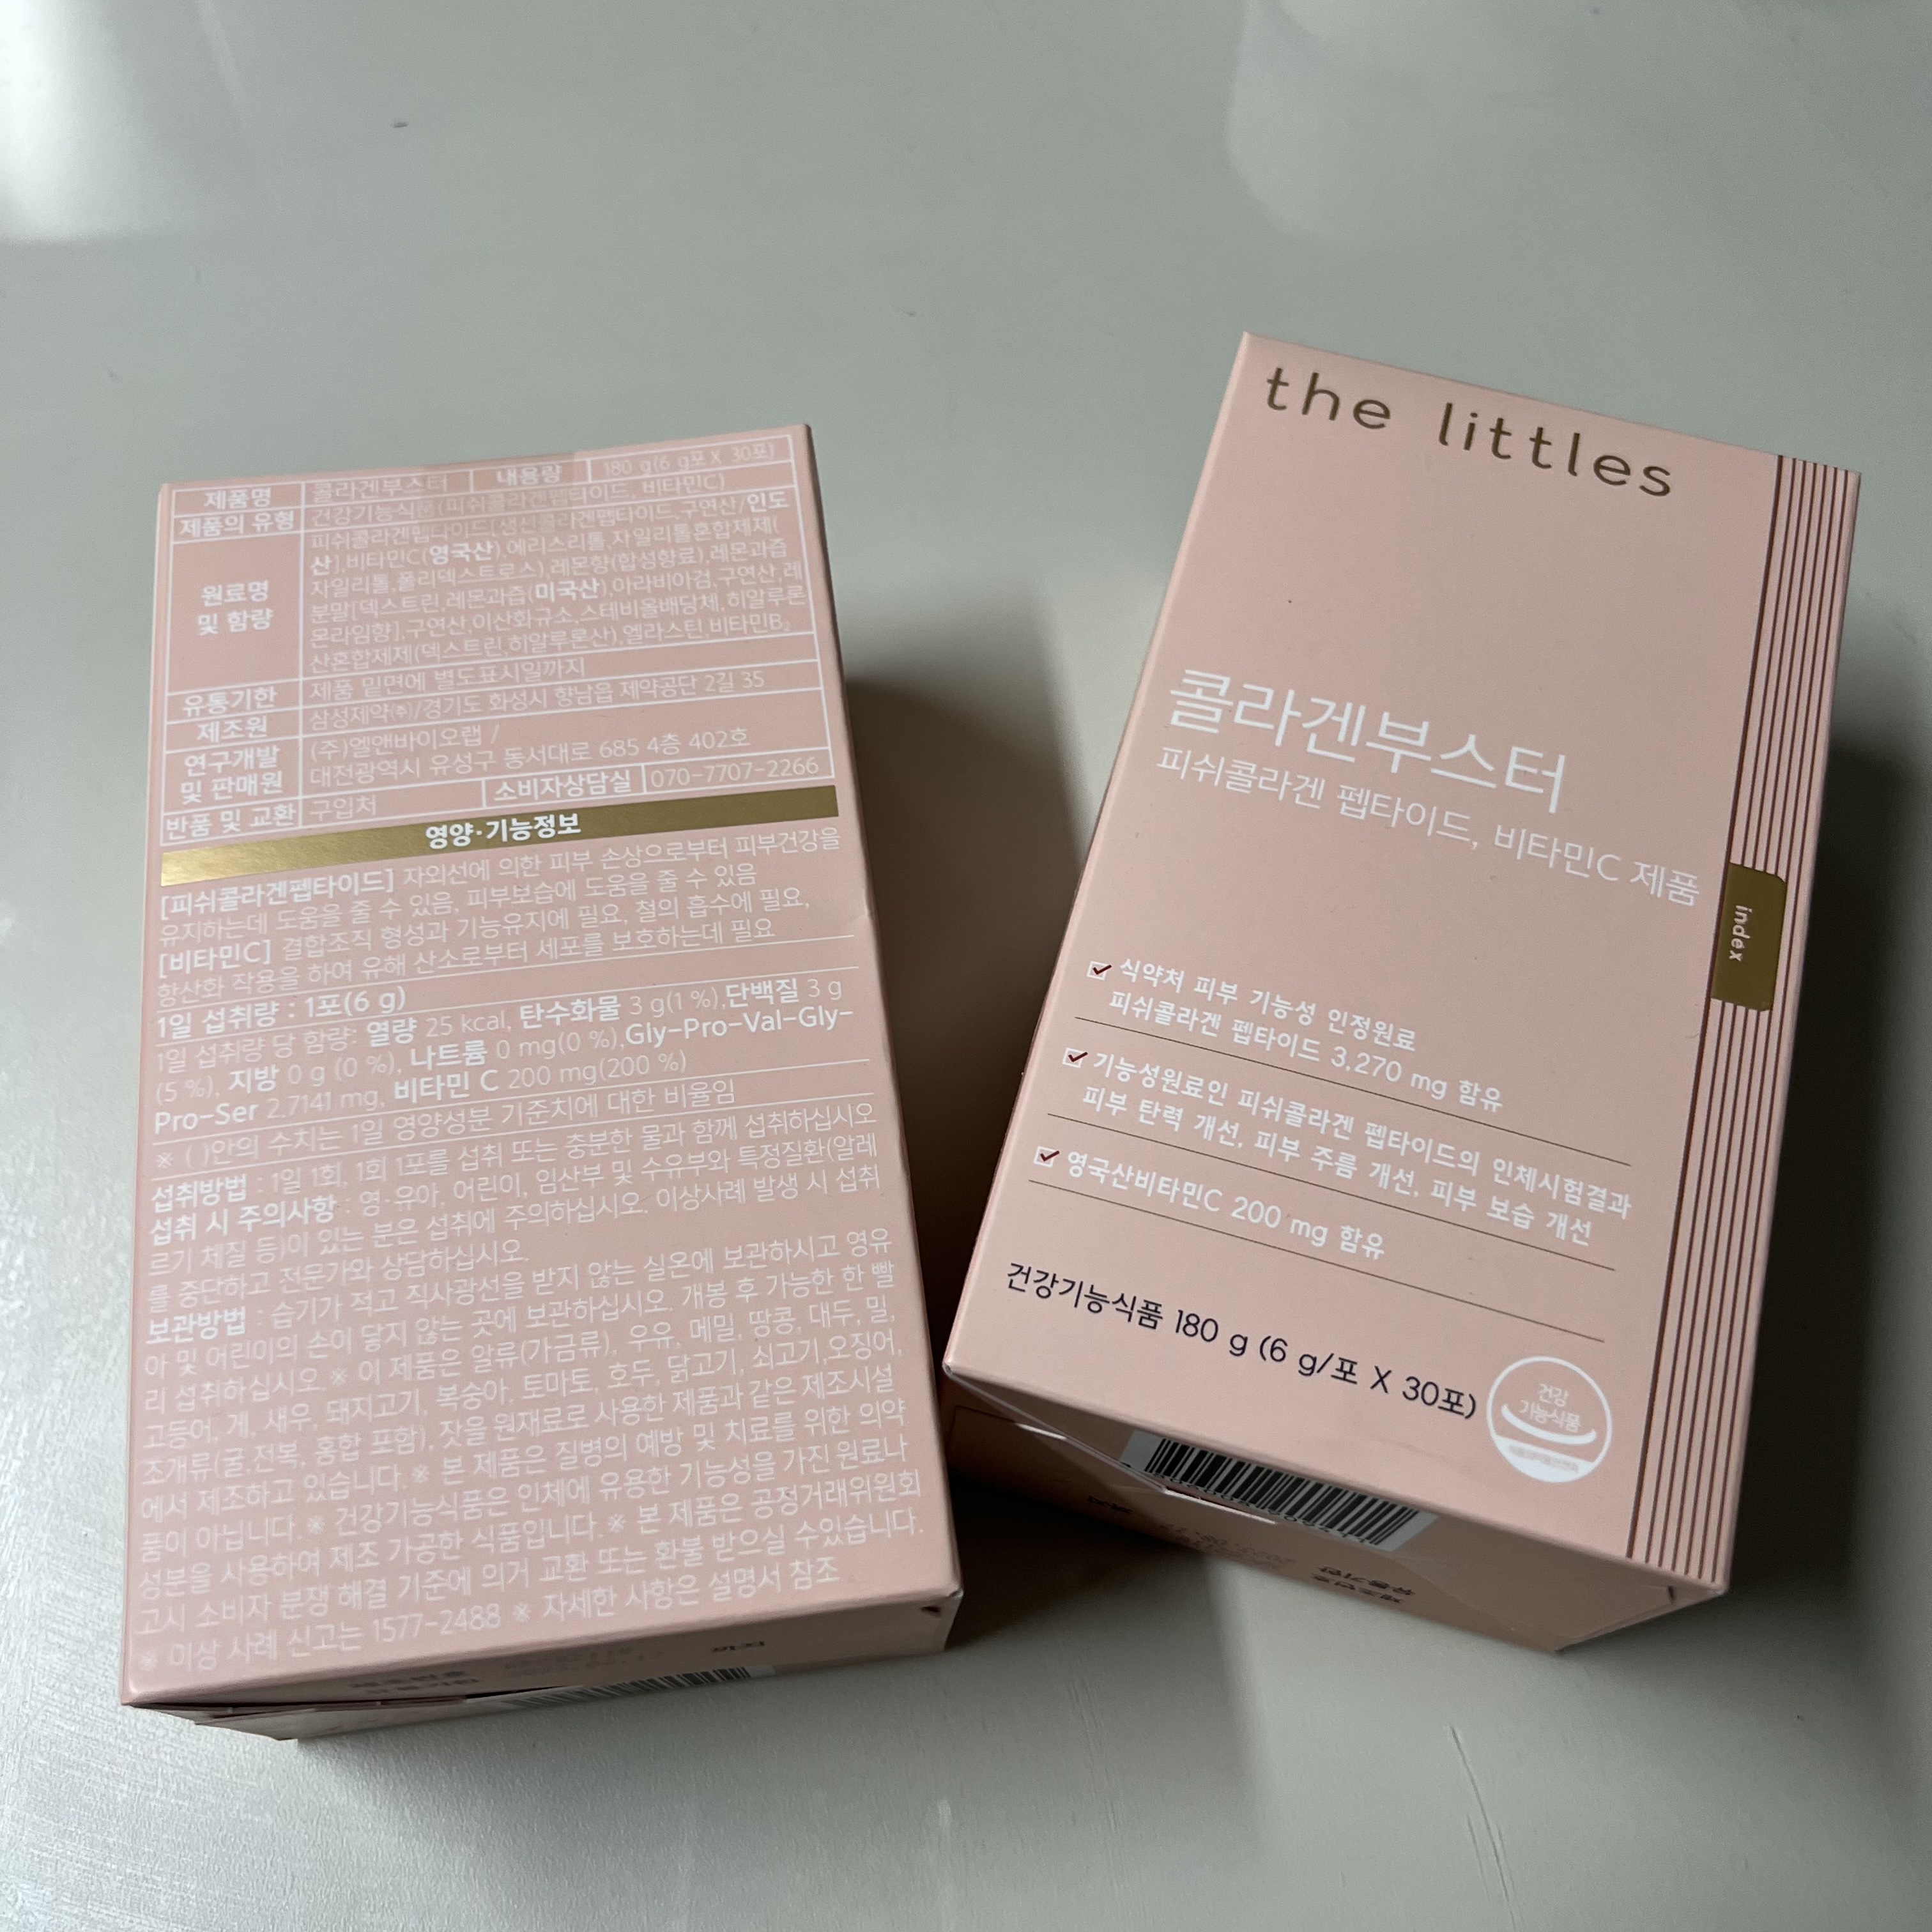 제품명 콜라겐부스터 내용량 180 g(6 g포 X 30포)
제품의 유형 건강기능식품(피쉬콜라겐펩타이드, 비타민C)
원료명 및 함량
피쉬콜라겐펩타이드[생선콜라겐펩타이드,구연산/인도
산],비타민C(영국산),에리스리톨,자일리톨혼합제제(
자일리톨,폴리덱스트로스),레몬향(합성향료),레몬과즙
분말[덱스트린,레몬과즙(미국산),아라비아검,구연산,레
몬라임향],구연산,이산화규소,스테비올배당체,히알루론
산혼합제제(덱스트린,히알루론산),엘라스틴,비타민B₂
유통기한 제품 밑면에 별도표시일까지
제조원 삼성제약㈜/경기도 화성시 향남읍 제약공단 2길 35
연구개발 및 판매원
(주)엘앤바이오랩 /
대전광역시 유성구 동서대로 685 4층 402호
반품 및 교환 구입처 소비자상담실 070-7707-2266
영양·기능정보
[피쉬콜라겐펩타이드] 자외선에 의한 피부 손상으로부터 피부건강을
유지하는데 도움을 줄 수 있음, 피부보습에 도움을 줄 수 있음
[비타민C] 결합조직 형성과 기능유지에 필요, 철의 흡수에 필요,
항산화 작용을 하여 유해 산소로부터 세포를 보호하는데 필요
1일 섭취량 : 1포(6 g)
1일 섭취량 당 함량: 열량 25 kcal, 탄수화물 3 g(1 %),단백질 3 g
(5 %), 지방 0 g (0 %), 나트륨 0 mg(0 %),Gly-Pro-Val-Gly-
Pro-Ser 2.7141 mg, 비타민 C 200 mg(200 %)
※ ( )안의 수치는 1일 영양성분 기준치에 대한 비율임
섭취방법 : 1일 1회, 1회 1포를 섭취 또는 충분한 물과 함께 섭취하십시오
섭취 시 주의사항 : 영·유아, 어린이, 임산부 및 수유부와 특정질환(알레
르기 체질 등)이 있는 분은 섭취에 주의하십시오. 이상사례 발생 시 섭취
를 중단하고 전문가와 상담하십시오
보관방법 : 습기가 적고 직사광선을 받지 않는 실온에 보관하시고 영유
아 및 어린이의 손이 닿지 않는 곳에 보관하십시오. 개봉 후 가능한 한 빨
리 섭취하십시오.※ 이 제품은 알류(가금류), 우유, 메밀, 땅콩, 대두, 밀,
고등어, 게, 새우, 돼지고기, 복숭아, 토마토, 호두, 닭고기, 쇠고기,오징어,
조개류(굴,전복, 홍합 포함), 잣을 원재료로 사용한 제품과 같은 제조시설
에서 제조하고 있습니다.※ 본 제품은 질병의 예방 및 치료를 위한 의약
품이 아닙니다.※ 건강기능식품은 인체에 유용한 기능성을 가진 원료나
성분을 사용하여 제조 가공한 식품입니다.※ 본 제품은 공정거래위원회
고시 소비자 분쟁 해결 기준에 의거 교환 또는 환불 받으실 수있습니다.
※ 이상 사례 신고는 1577-2488 ※ 자세한 사항은 설명서 참조
까지
the littles
콜라겐부스터
피쉬콜라겐 펩타이드, 비타민C 제품
index
식약처 피부 기능성 인정원료
피쉬콜라겐 펩타이드 3,270 mg 함유
기능성원료인 피쉬콜라겐 펩타이드의 인체시험결과
피부 탄력 개선, 피부 주름 개선, 피부 보습 개선
영국산비타민C 200 mg 함유
건강기능식품 180 g (6 g/포 X 30포)
건강
기능식품
유통기한
제조번호